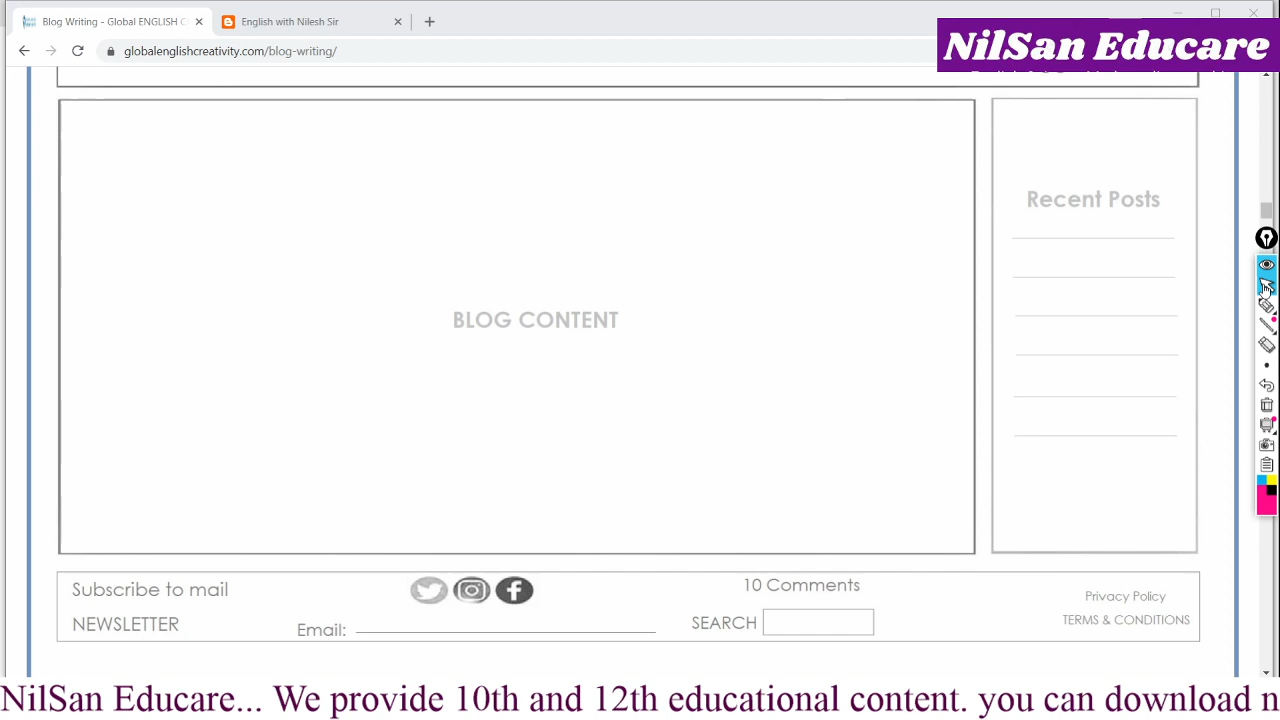 Blog Writing - Global ENGLISH C
English with Nilesh Sir
globalenglishcreativity.com/blog-writing/
NilSan Educare
Recent Posts
BLOG CONTENT
Subscribe to mail
10 Comments
Privacy Policy
NEWSLETTER
Email:
SEARCH
TERMS & CONDITIONS
NilSan Educare... We provide 10th and 12th educational content. you can download n